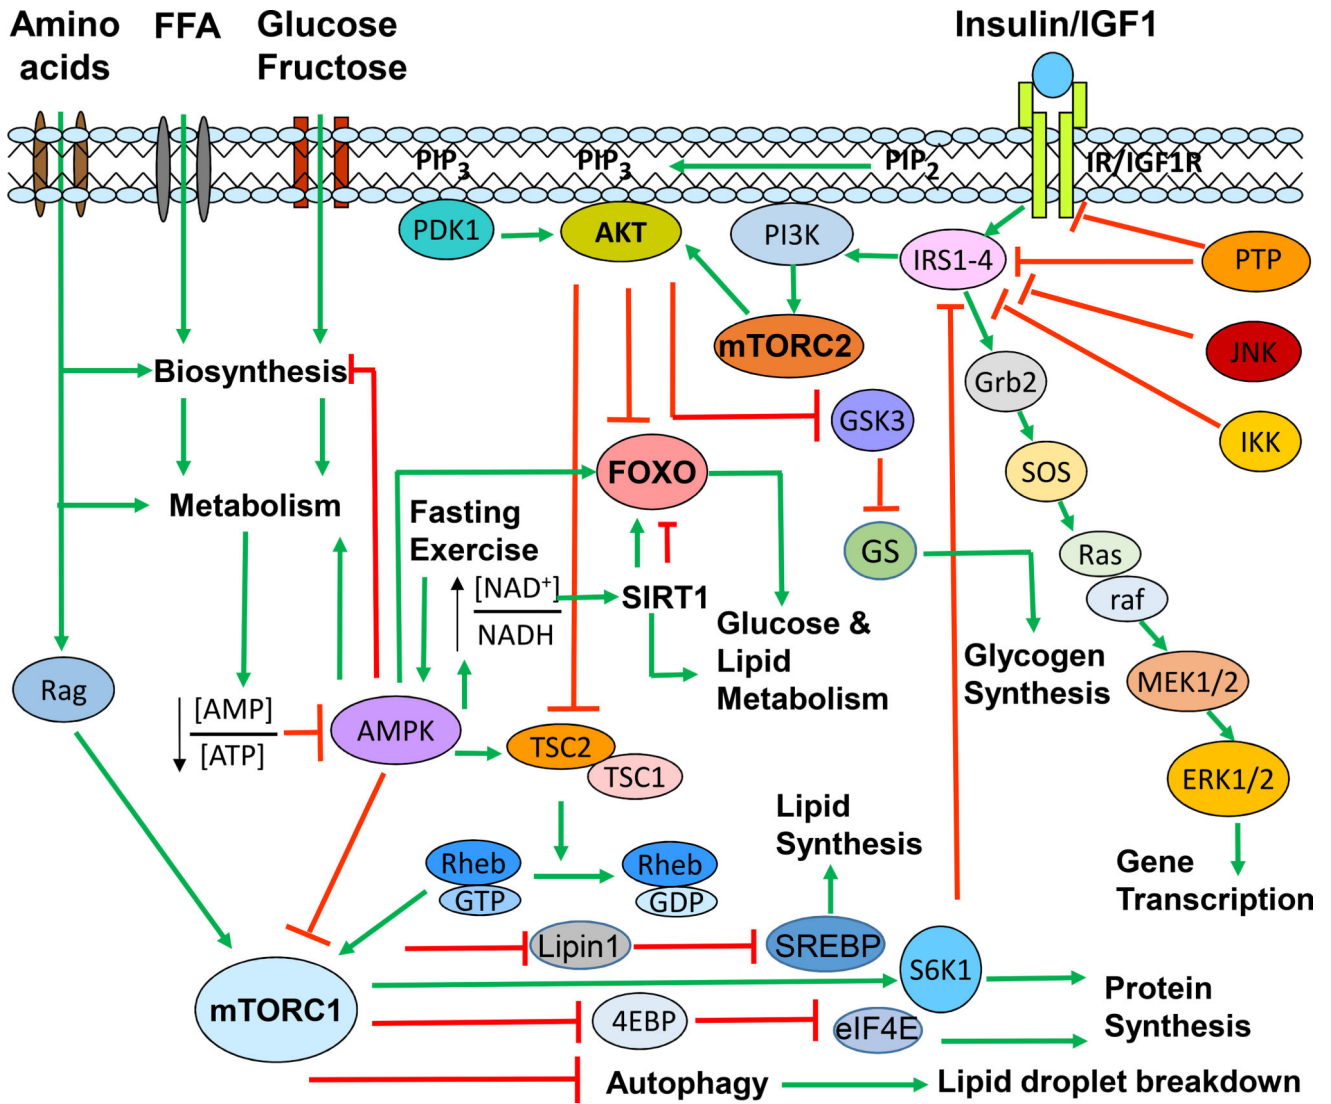 Amino
acids
FFA
Glucose
Fructose
Insulin/IGF1
PIP3
PIP3
PIP2
IR/IGF1R
PDK1
AKT
PI3K
IRS1-4
PTP
mTORC2
JNK
Biosynthesis
Grb2
GSK3
IKK
FOXO
SOS
Metabolism
Fasting
Exercise
GS
Ras
[NAD+]
NADH
SIRT1
raf
Glucose &
Lipid
Metabolism
Glycogen
Synthesis
MEK1/2
Rag
[AMP]
[ATP]
AMPK
TSC2
TSC1
ERK1/2
Lipid
Synthesis
Rheb
GTP
Rheb
GDP
Gene
Transcription
Lipin1
SREBP
S6K1
mTORC1
4EBP
eIF4E
Protein
Synthesis
Autophagy
Lipid droplet breakdown